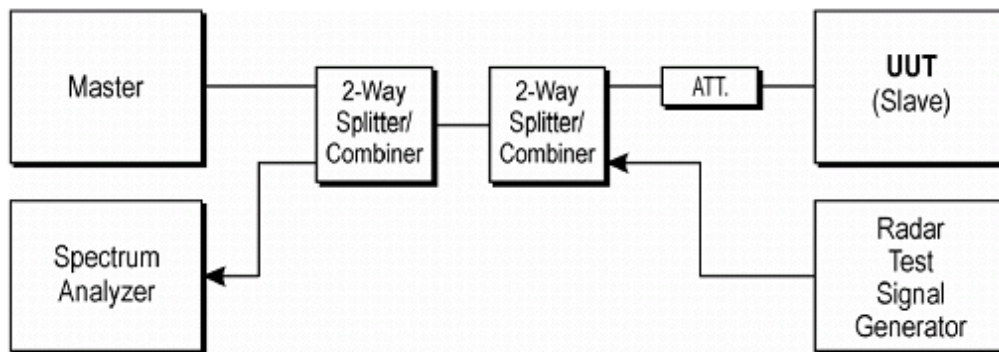 Master
2-Way
Splitter/
Combiner
2-Way
Splitter/
Combiner
ATT.
UUT
(Slave)
Spectrum
Analyzer
Radar
Test
Signal
Generator